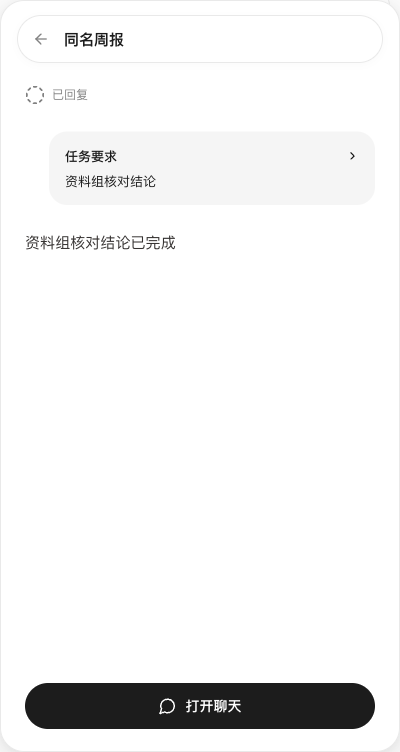 同名周报
已回复
任务要求
资料组核对结论
资料组核对结论已完成
打开聊天